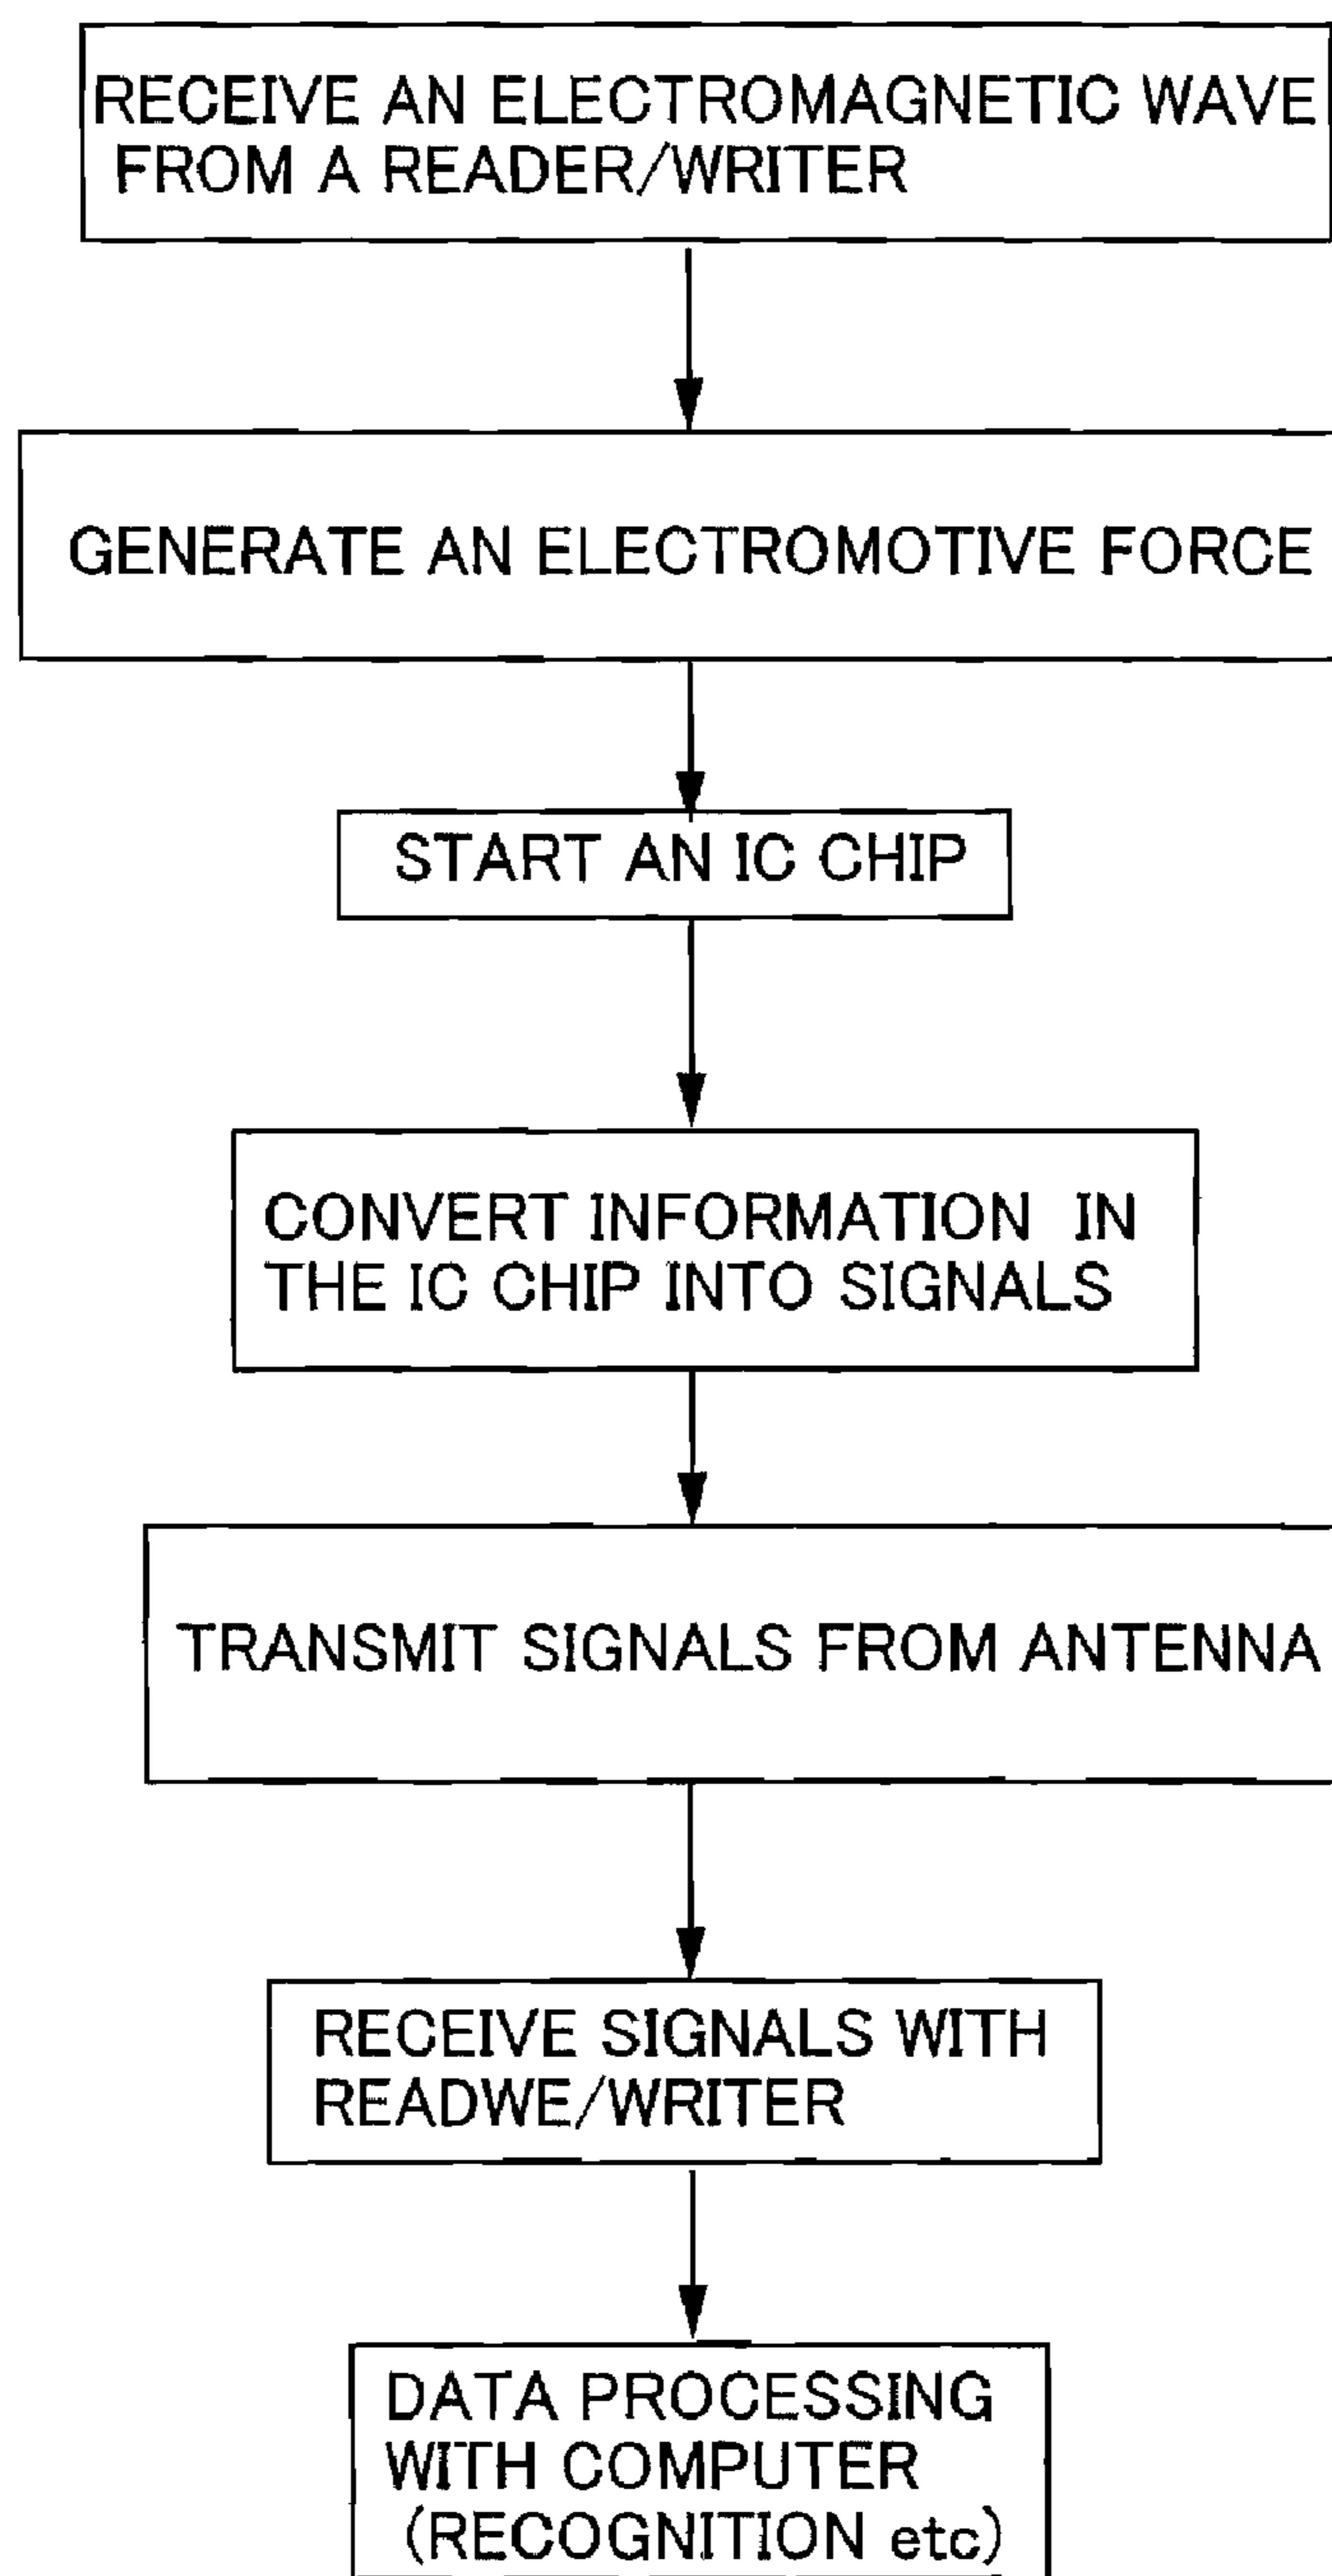 RECEIVE AN ELECTROMAGNETIC WAVE
FROM A READER/WRITER
GENERATE AN ELECTROMOTIVE FORCE
START AN IC CHIP
CONVERT INFORMATION IN
THE IC CHIP INTO SIGNALS
TRANSMIT SIGNALS FROM ANTENNA
RECEIVE SIGNALS WITH
READWE/WRITER
DATA PROCESSING
WITH COMPUTER
(RECOGNITION etc)